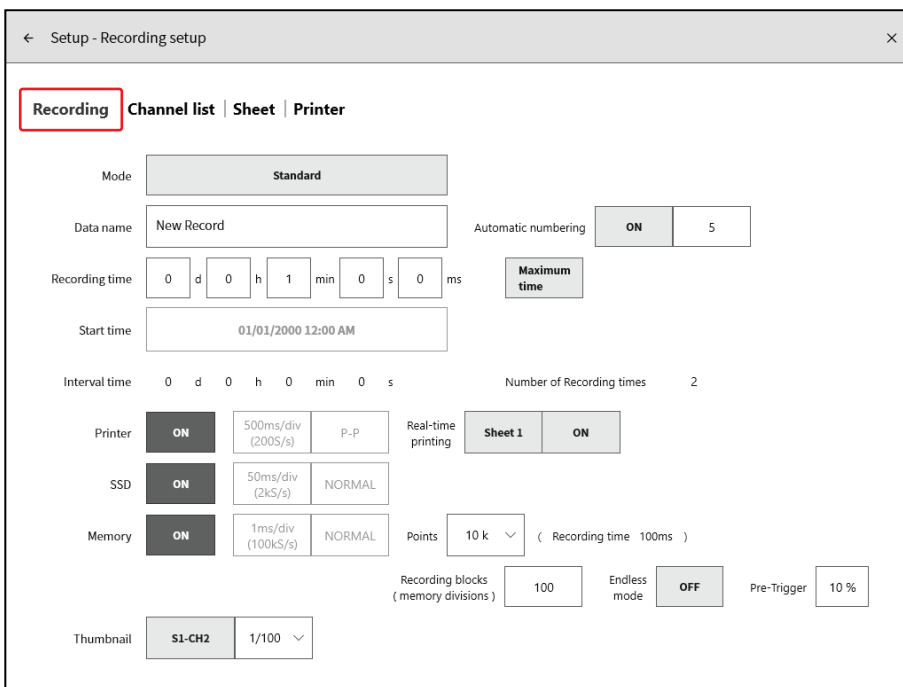 ← Setup - Recording setup ×
Recording Channel list | Sheet | Printer
Mode Standard
Data name New Record Automatic numbering ON 5
Recording time 0 d 0 h 1 min 0 s 0 ms Maximum time
Start time 01/01/2000 12:00 AM
Interval time 0 d 0 h 0 min 0 s Number of Recording times 2
Printer ON 500ms/div (200S/s) P-P Real-time printing Sheet 1 ON
SSD ON 50ms/div (2kS/s) NORMAL
Memory ON 1ms/div (100kS/s) NORMAL Points 10 k ( Recording time 100ms )
Recording blocks ( memory divisions ) 100 Endless mode OFF Pre-Trigger 10 %
Thumbnail S1-CH2 1/100